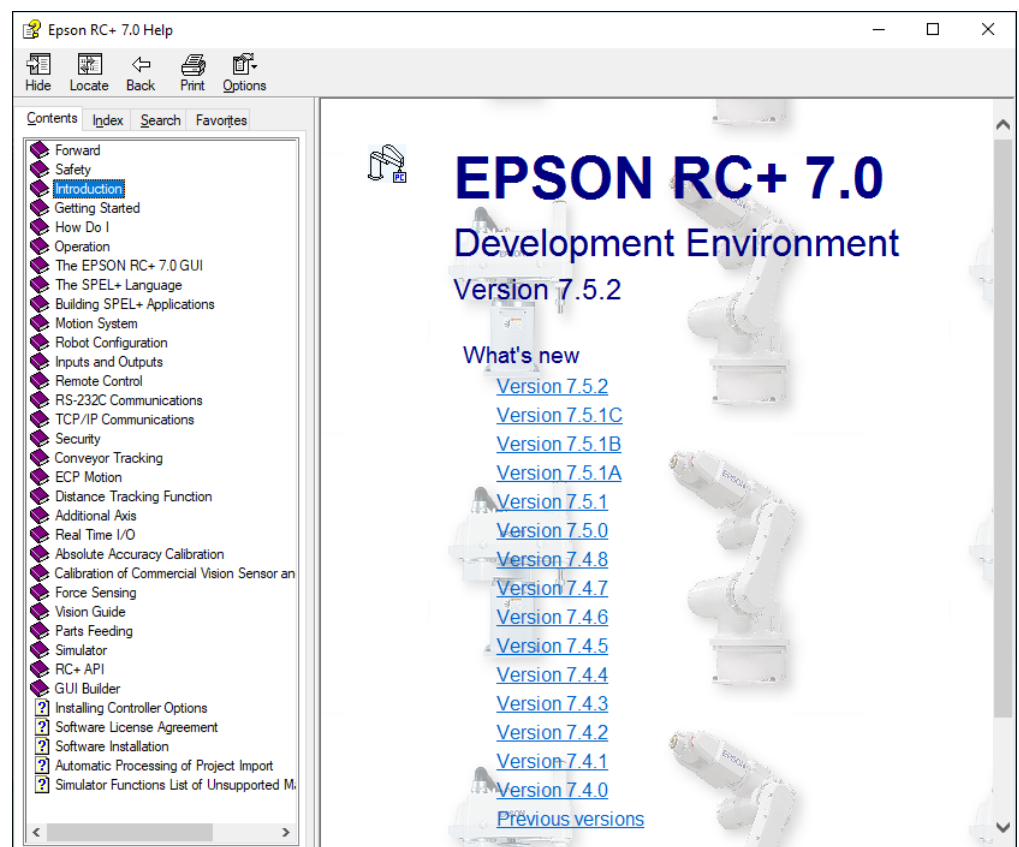 Epson RC+ 7.0 Help
Hide Locate Back Print Options
Contents Index Search Favorites
Forward
Safety
Introduction
Getting Started
How Do I
Operation
The EPSON RC+ 7.0 GUI
The SPEL+ Language
Building SPEL+ Applications
Motion System
Robot Configuration
Inputs and Outputs
Remote Control
RS-232C Communications
TCP/IP Communications
Security
Conveyor Tracking
ECP Motion
Distance Tracking Function
Additional Axis
Real Time I/O
Absolute Accuracy Calibration
Calibration of Commercial Vision Sensor an
Force Sensing
Vision Guide
Parts Feeding
Simulator
RC+ API
GUI Builder
Installing Controller Options
Software License Agreement
Software Installation
Automatic Processing of Project Import
Simulator Functions List of Unsupported Ma
PC
EPSON RC+ 7.0
Development Environment
Version 7.5.2
What's new
Version 7.5.2
Version 7.5.1C
Version 7.5.1B
Version 7.5.1A
Version 7.5.1
Version 7.5.0
Version 7.4.8
Version 7.4.7
Version 7.4.6
Version 7.4.5
Version 7.4.4
Version 7.4.3
Version 7.4.2
Version 7.4.1
Version 7.4.0
Previous versions